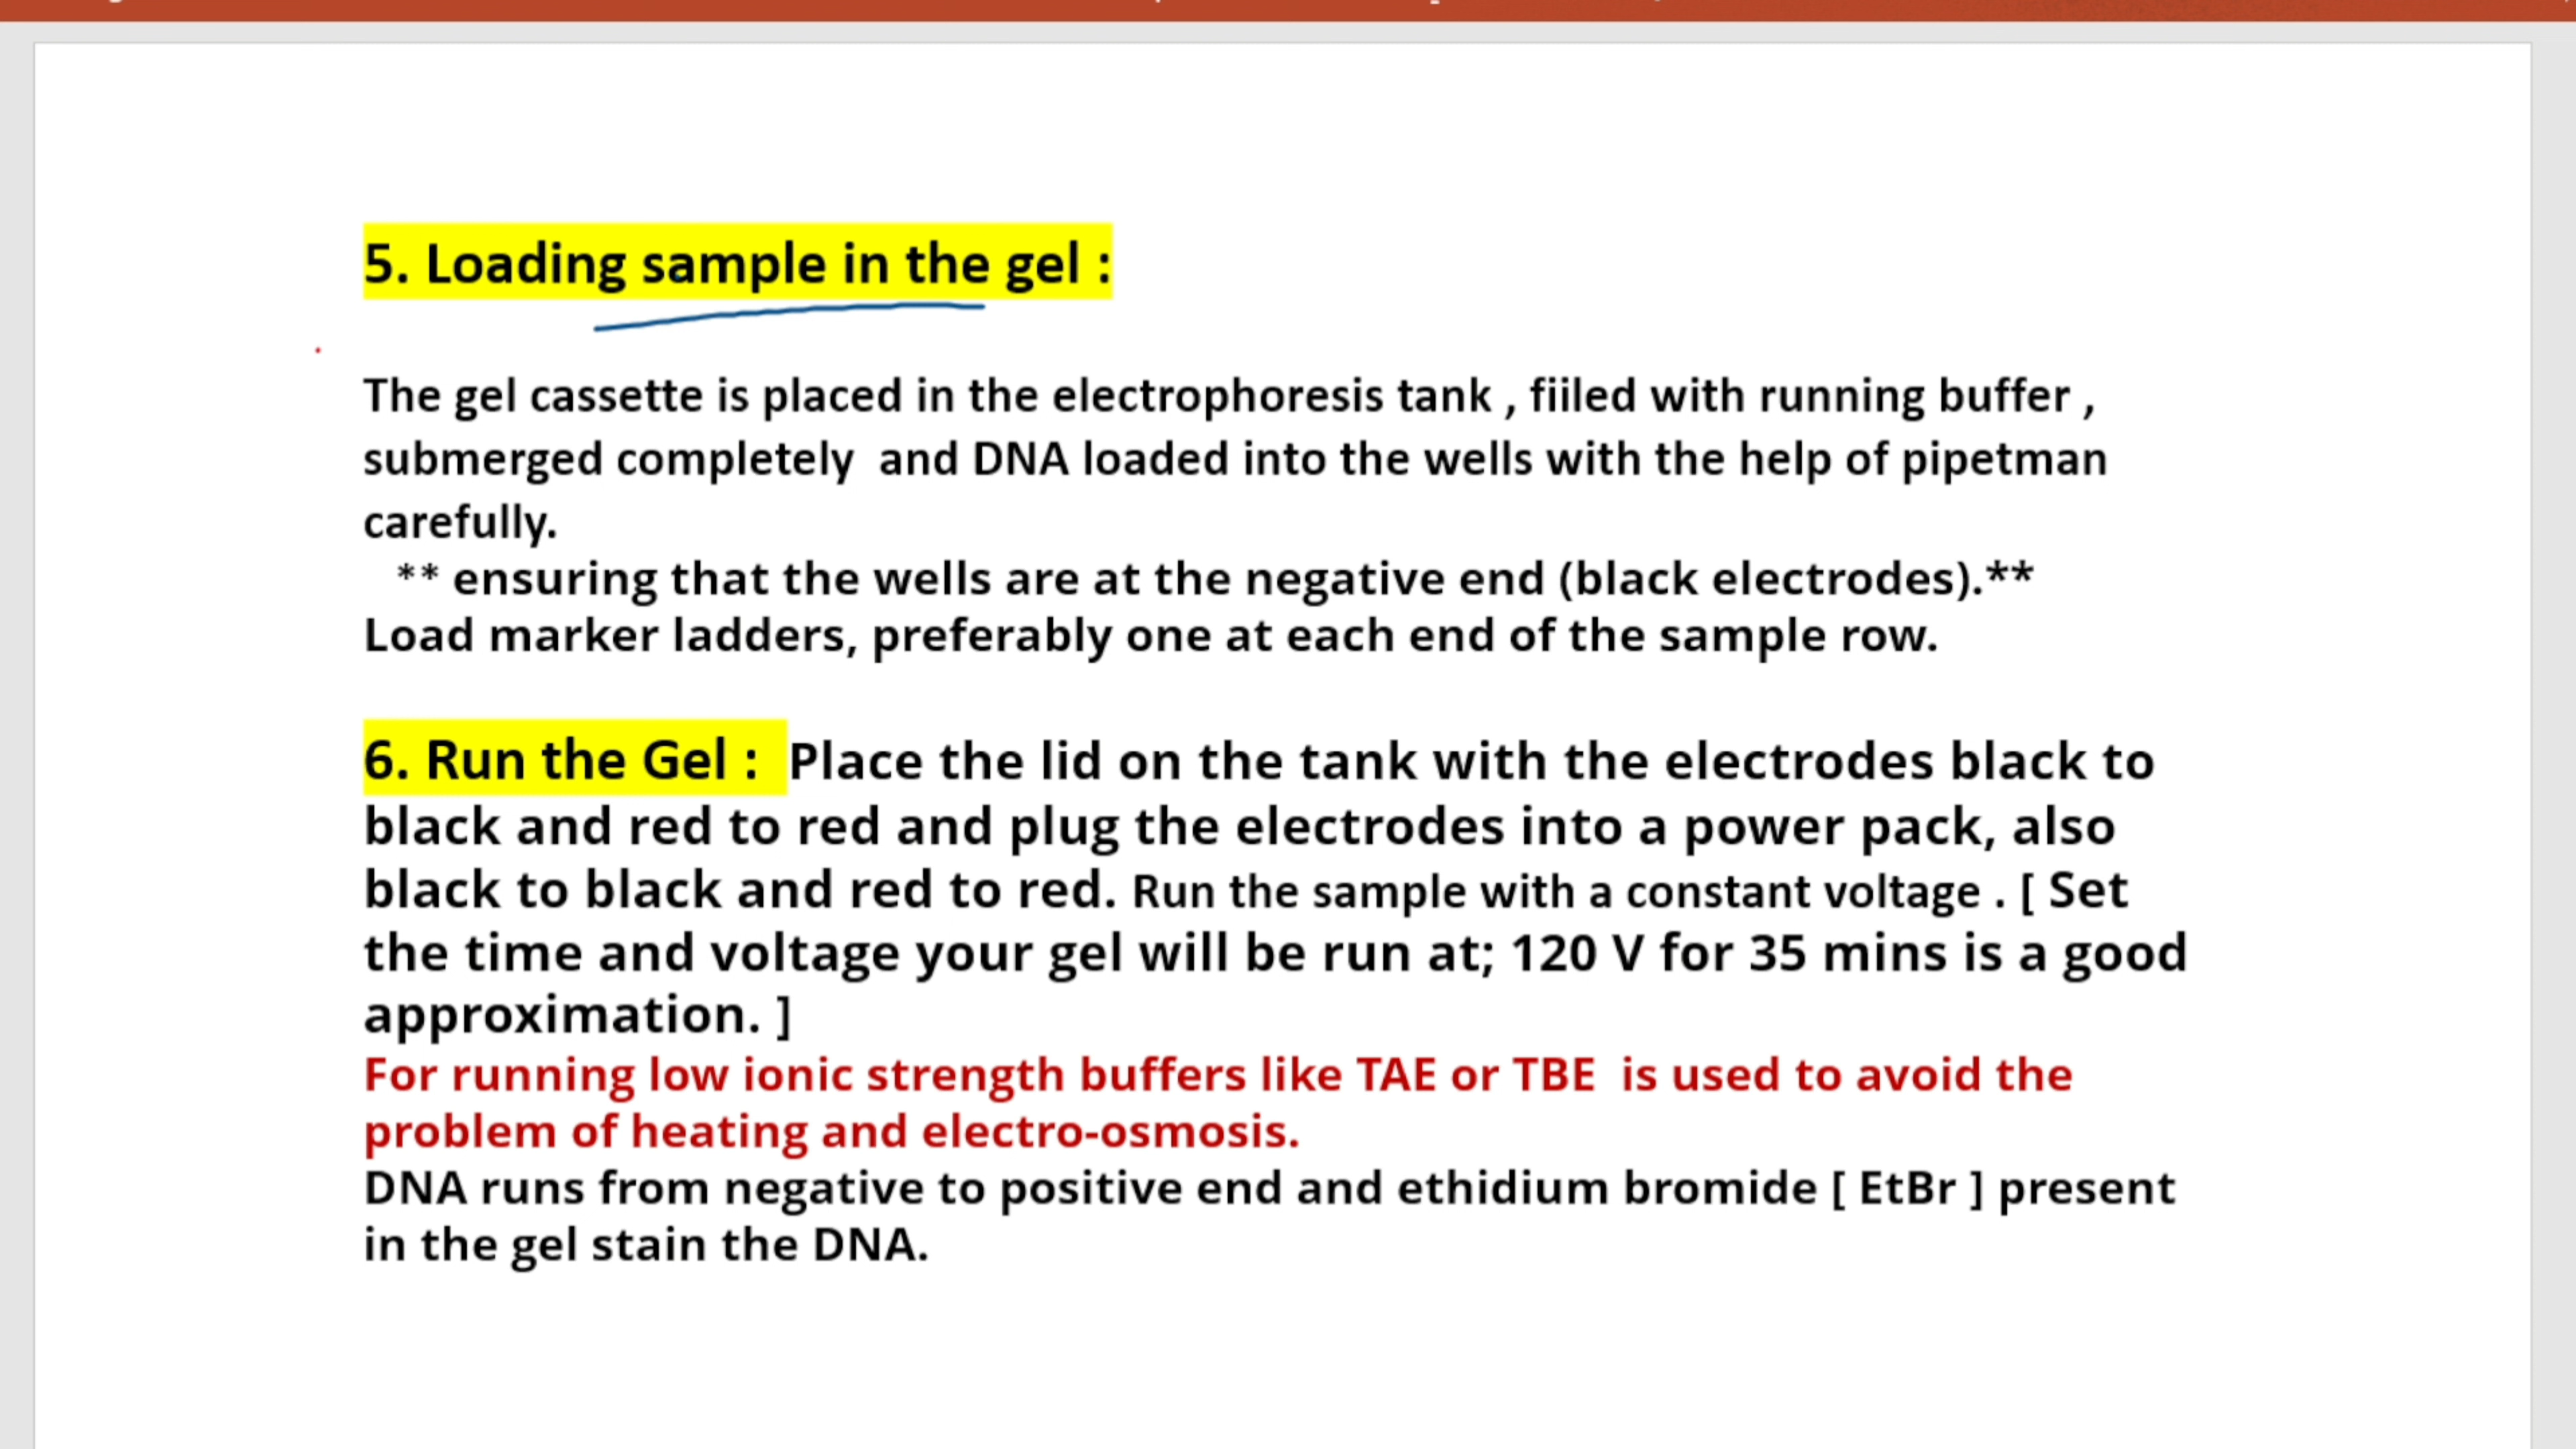 5. Loading sample in the gel :
The gel cassette is placed in the electrophoresis tank , fiiled with running buffer ,
submerged completely  and DNA loaded into the wells with the help of pipetman
carefully.
** ensuring that the wells are at the negative end (black electrodes).**
Load marker ladders, preferably one at each end of the sample row.
6. Run the Gel :  Place the lid on the tank with the electrodes black to
black and red to red and plug the electrodes into a power pack, also
black to black and red to red. Run the sample with a constant voltage . [ Set
the time and voltage your gel will be run at; 120 V for 35 mins is a good
approximation. ]
For running low ionic strength buffers like TAE or TBE  is used to avoid the
problem of heating and electro-osmosis.
DNA runs from negative to positive end and ethidium bromide [ EtBr ] present
in the gel stain the DNA.